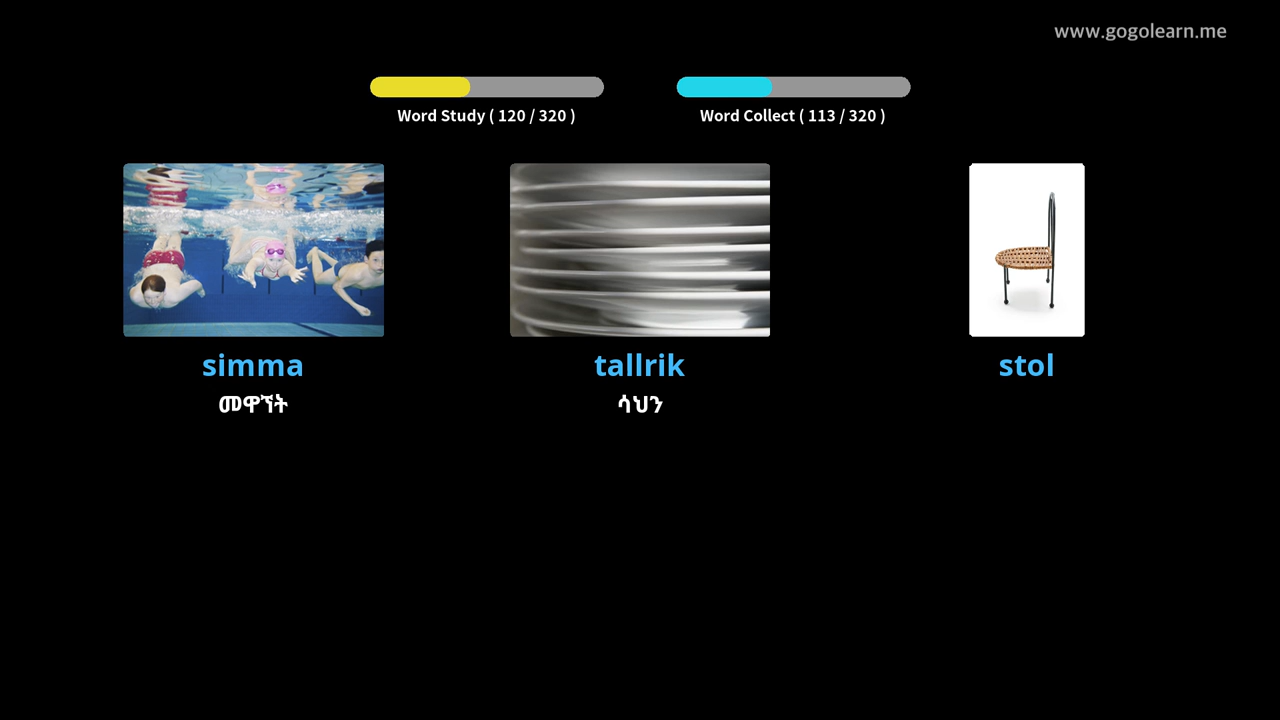 www.gogolearn.me
Word Study ( 120 / 320 )
Word Collect ( 113 / 320 )
simma
መዋኘት
tallrik
ሳህን
stol